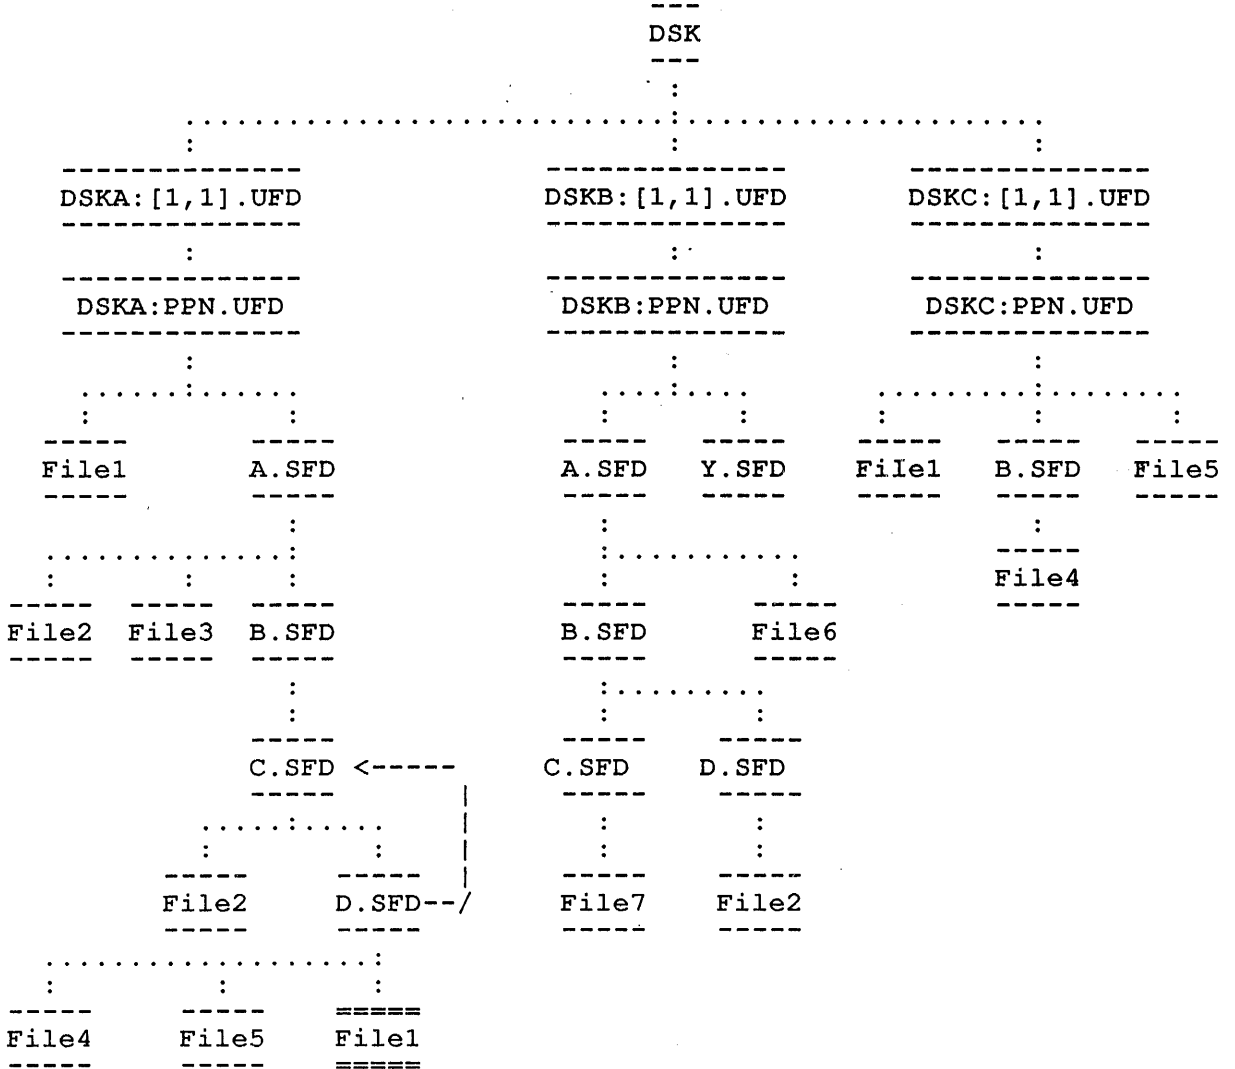 DSK
DSKA:[1,1].UFD DSKB:[1,1].UFD DSKC:[1,1].UFD
DSKA:PPN.UFD DSKB:PPN.UFD DSKC:PPN.UFD
File1 A.SFD A.SFD Y.SFD File1 B.SFD File5
File4
File2 File3 B.SFD B.SFD File6
C.SFD <----- C.SFD D.SFD
File2 D.SFD--/ File7 File2
File4 File5 File1